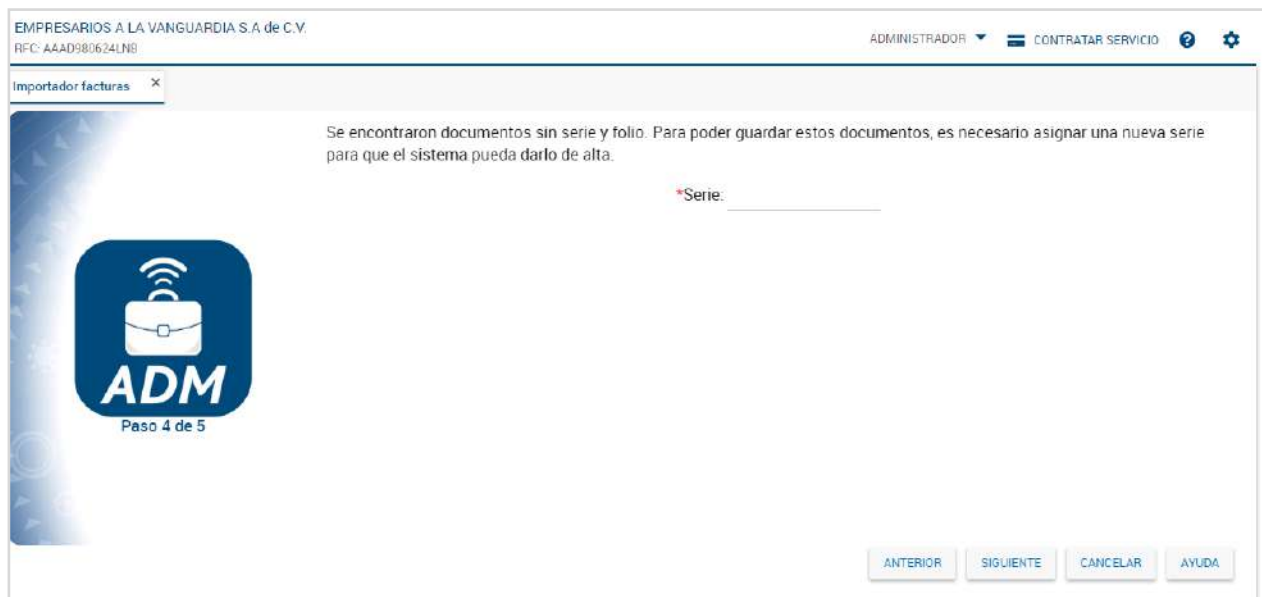 EMPRESARIOS A LA VANGUARDIA S.A de C.V.
RFC: AAAD980624LN8
ADMINISTRADOR
CONTRATAR SERVICIO
?
Importador facturas ×
Se encontraron documentos sin serie y folio. Para poder guardar estos documentos, es necesario asignar una nueva serie
para que el sistema pueda darlo de alta.
*Serie:
ADM
Paso 4 de 5
ANTERIOR
SIGUIENTE
CANCELAR
AYUDA